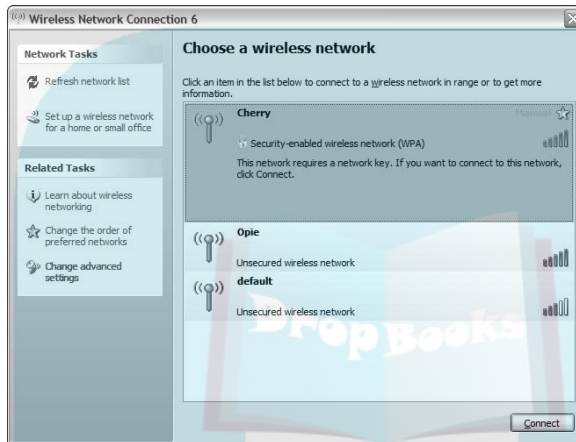 Wireless Network Connection 6
Network Tasks
Refresh network list
Set up a wireless network
for a home or small office
Related Tasks
Learn about wireless
networking
Change the order of
preferred networks
Change advanced
settings
Choose a wireless network
Click an item in the list below to connect to a wireless network in range or to get more
information.
Cherry
Manual
Security-enabled wireless network (WPA)
This network requires a network key. If you want to connect to this network,
click Connect.
Opie
Unsecured wireless network
default
Unsecured wireless network
DropBooks
Connect